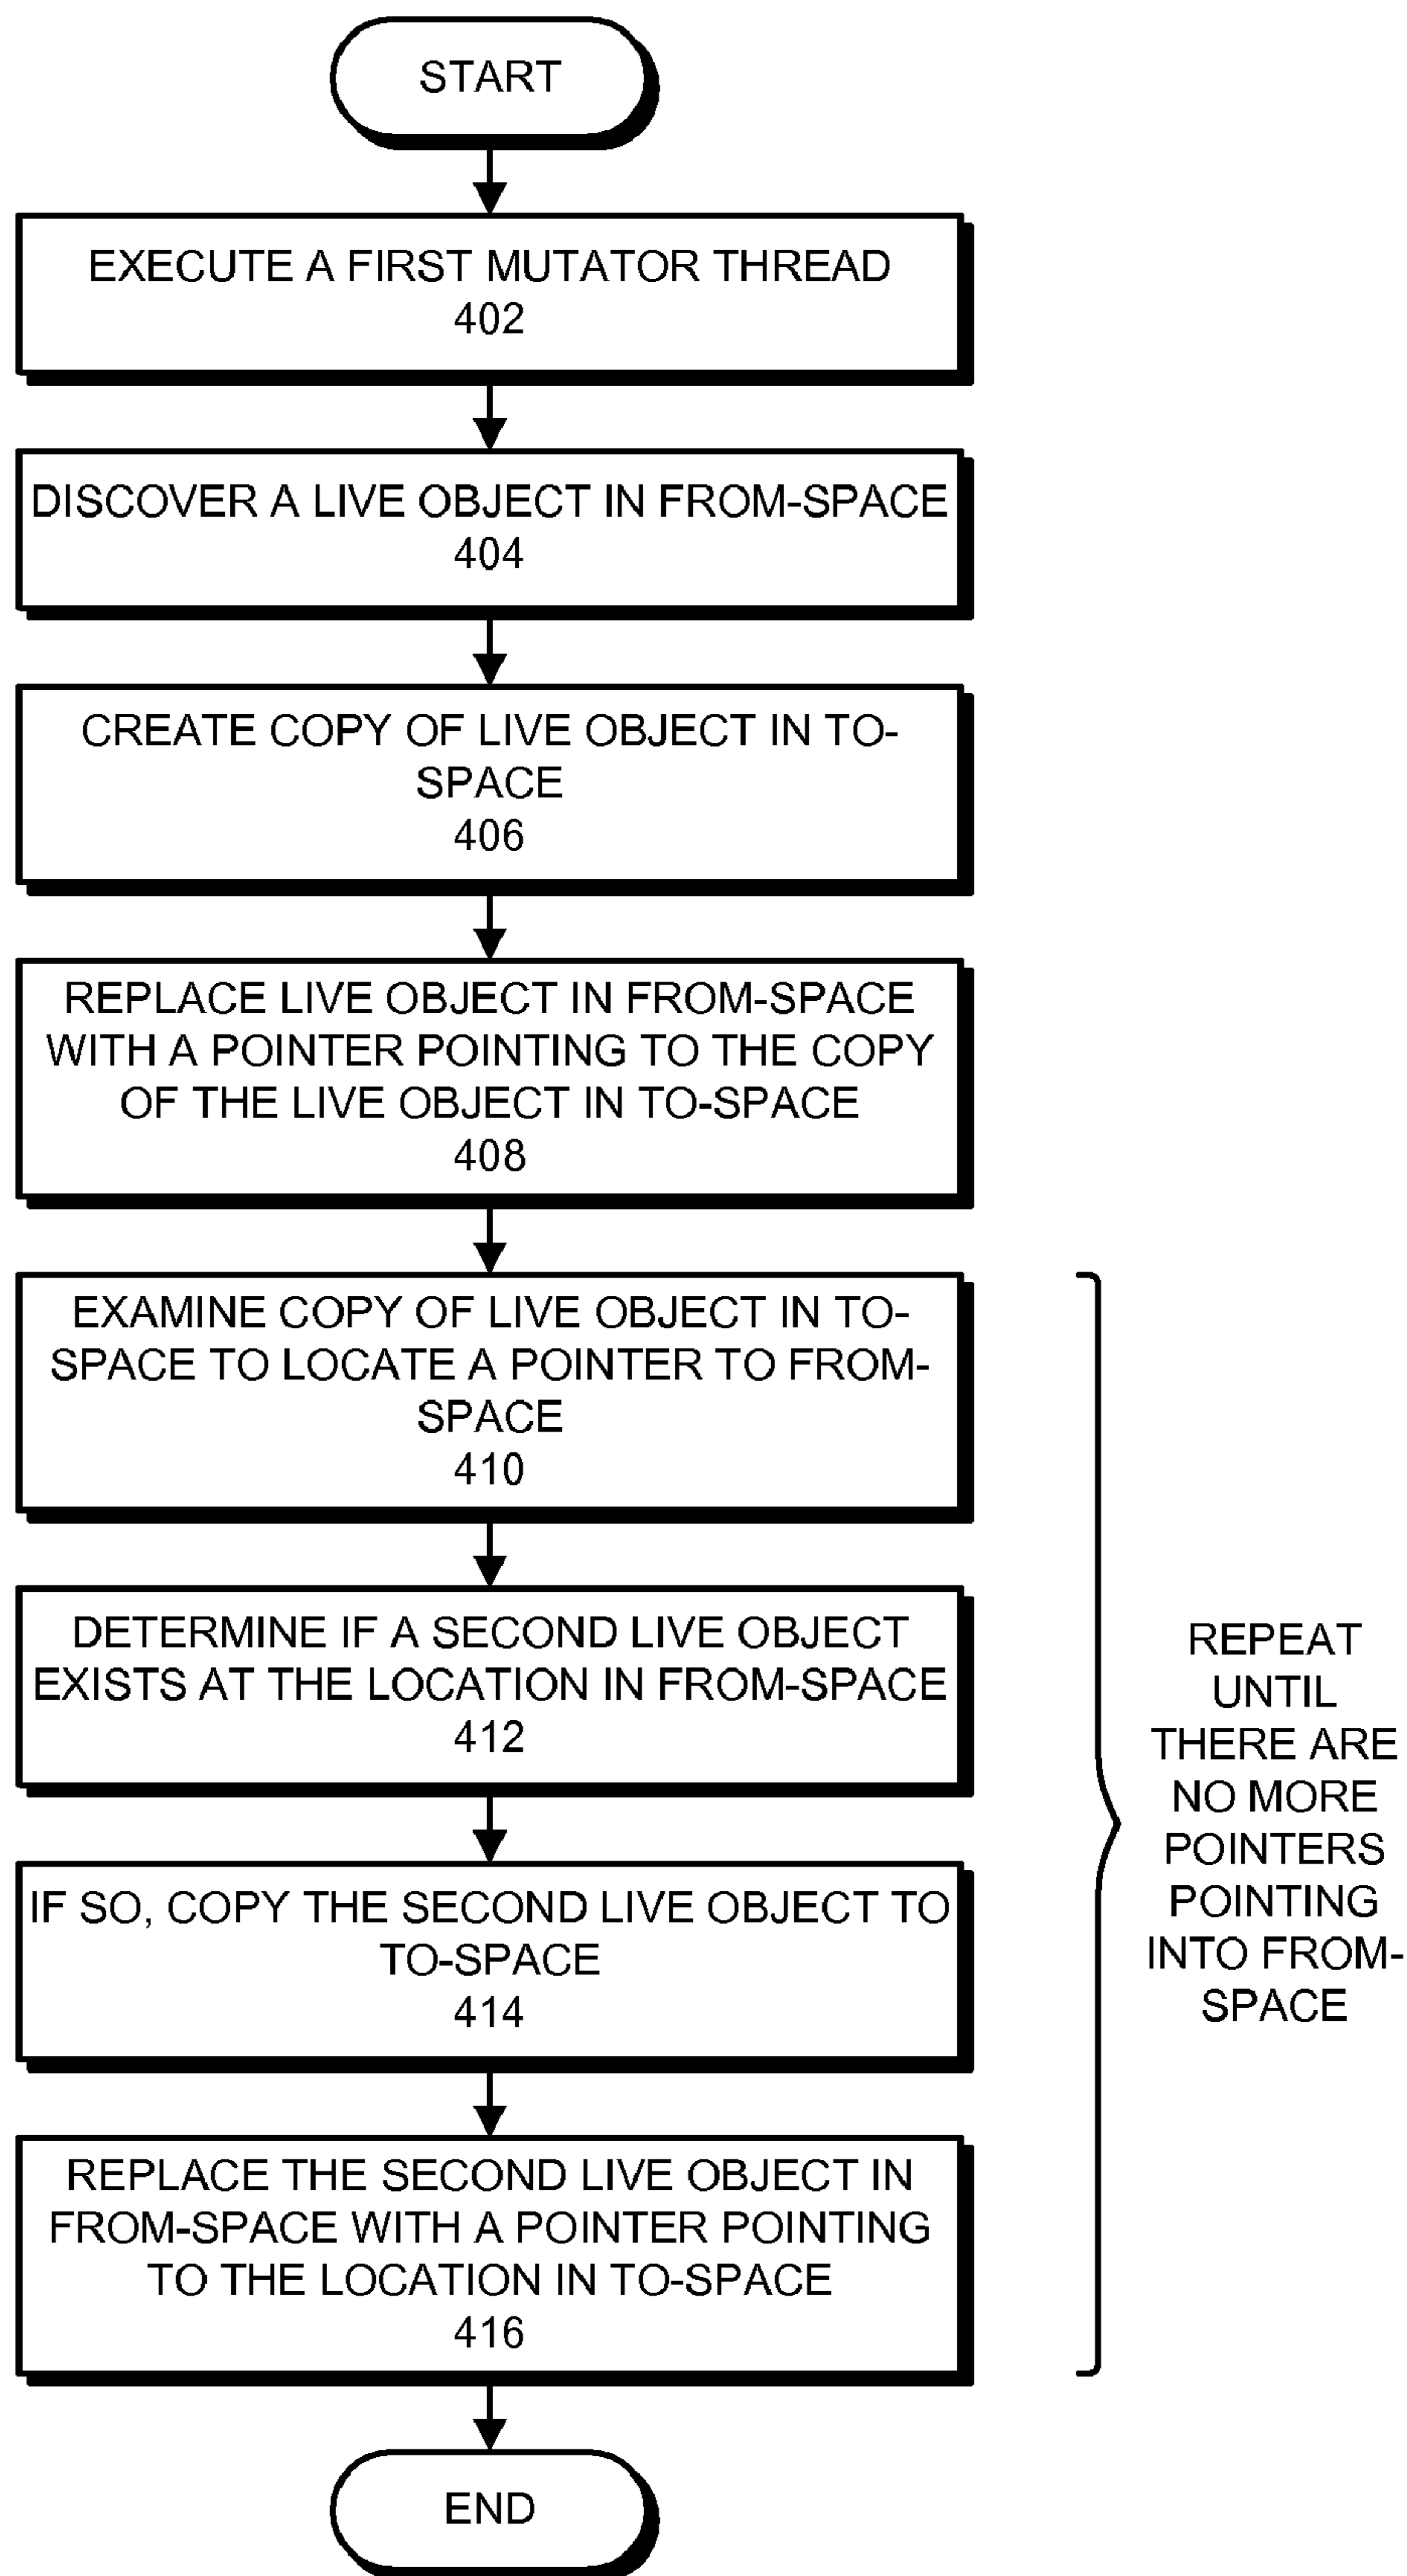 START
EXECUTE A FIRST MUTATOR THREAD
402
DISCOVER A LIVE OBJECT IN FROM-SPACE
404
CREATE COPY OF LIVE OBJECT IN TO-
SPACE
406
REPLACE LIVE OBJECT IN FROM-SPACE
WITH A POINTER POINTING TO THE COPY
OF THE LIVE OBJECT IN TO-SPACE
408
EXAMINE COPY OF LIVE OBJECT IN TO-
SPACE TO LOCATE A POINTER TO FROM-
SPACE
410
DETERMINE IF A SECOND LIVE OBJECT
EXISTS AT THE LOCATION IN FROM-SPACE
412
IF SO, COPY THE SECOND LIVE OBJECT TO
TO-SPACE
414
REPLACE THE SECOND LIVE OBJECT IN
FROM-SPACE WITH A POINTER POINTING
TO THE LOCATION IN TO-SPACE
416
REPEAT
UNTIL
THERE ARE
NO MORE
POINTERS
POINTING
INTO FROM-
SPACE
END